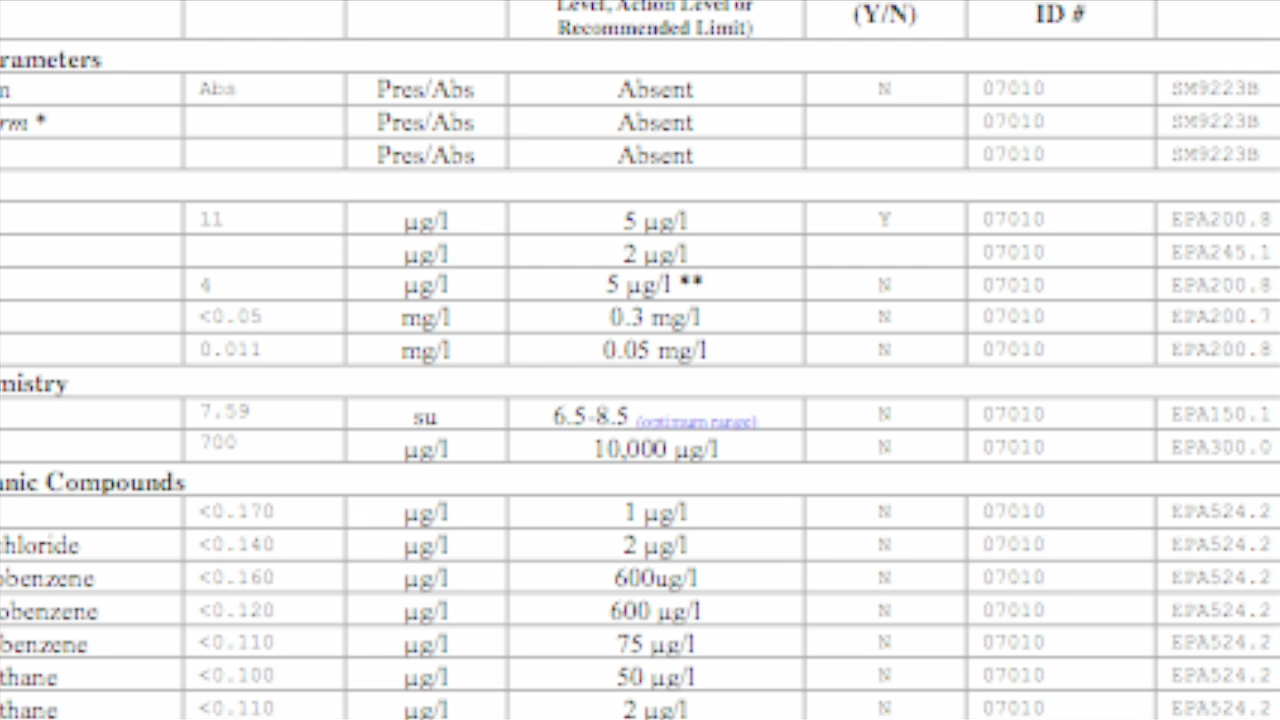 Level, Action Level or
Recommended Limit) (Y/N) ID #
rameters
n Abs Pres/Abs Absent N 07010 SM9223B
rm * Pres/Abs Absent 07010 SM9223B
Pres/Abs Absent 07010 SM9223B
11 µg/l 5 µg/l Y 07010 EPA200.8
µg/l 2 µg/l 07010 EPA245.1
4 µg/l 5 µg/l ** N 07010 EPA200.8
<0.05 mg/l 0.3 mg/l N 07010 EPA200.7
0.011 mg/l 0.05 mg/l N 07010 EPA200.8
mistry
7.59 su 6.5-8.5 (optimum range) N 07010 EPA150.1
700 µg/l 10,000 µg/l N 07010 EPA300.0
anic Compounds
<0.170 µg/l 1 µg/l N 07010 EPA524.2
chloride <0.140 µg/l 2 µg/l N 07010 EPA524.2
obenzene <0.160 µg/l 600ug/l N 07010 EPA524.2
obenzene <0.120 µg/l 600 µg/l N 07010 EPA524.2
benzene <0.110 µg/l 75 µg/l N 07010 EPA524.2
thane <0.100 µg/l 50 µg/l N 07010 EPA524.2
thane <0.110 µg/l 2 µg/l N 07010 EPA524.2